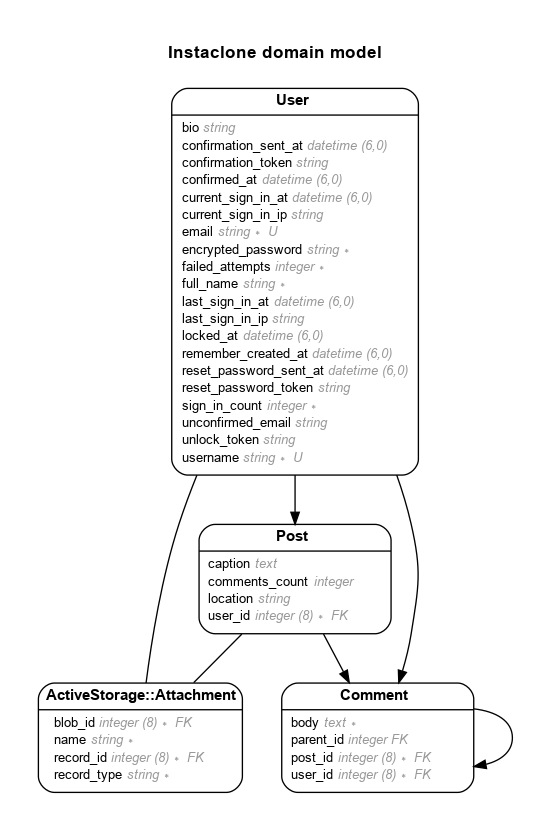 Instaclone domain model
User
bio string
confirmation_sent_at datetime (6,0)
confirmation_token string
confirmed_at datetime (6,0)
current_sign_in_at datetime (6,0)
current_sign_in_ip string
email string ∗ U
encrypted_password string ∗
failed_attempts integer ∗
full_name string ∗
last_sign_in_at datetime (6,0)
last_sign_in_ip string
locked_at datetime (6,0)
remember_created_at datetime (6,0)
reset_password_sent_at datetime (6,0)
reset_password_token string
sign_in_count integer ∗
unconfirmed_email string
unlock_token string
username string ∗ U
Post
caption text
comments_count integer
location string
user_id integer (8) ∗ FK
ActiveStorage::Attachment
blob_id integer (8) ∗ FK
name string ∗
record_id integer (8) ∗ FK
record_type string ∗
Comment
body text ∗
parent_id integer FK
post_id integer (8) ∗ FK
user_id integer (8) ∗ FK